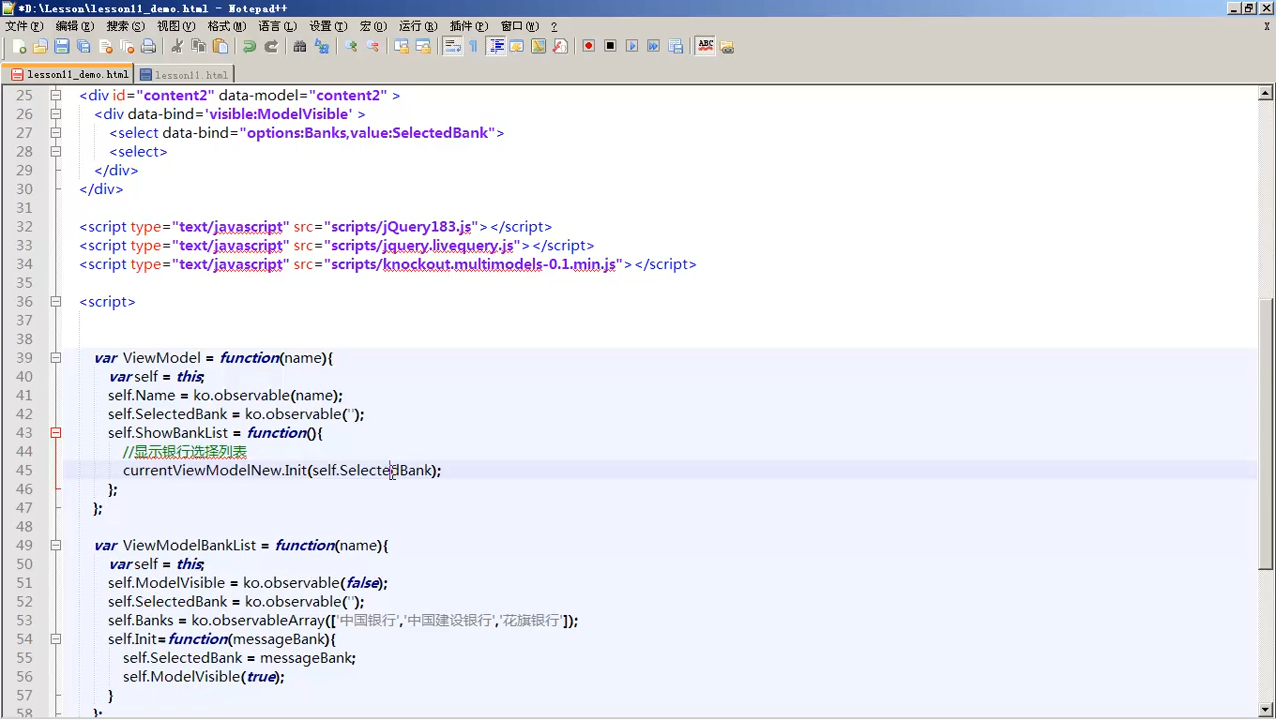 *D:\Lesson\lesson11_demo.html - Notepad++
文件(F) 编辑(E) 搜索(S) 视图(V) 格式(M) 语言(L) 设置(T) 宏(O) 运行(R) 插件(P) 窗口(W) ? X
lesson11_demo.html lesson11.html
25 <div id="content2" data-model="content2" >
26 <div data-bind='visible:ModelVisible' >
27 <select data-bind="options:Banks,value:SelectedBank">
28 <select>
29 </div>
30 </div>
31
32 <script type="text/javascript" src="scripts/jQuery183.js"></script>
33 <script type="text/javascript" src="scripts/jquery.livequery.js"></script>
34 <script type="text/javascript" src="scripts/knockout.multimodels-0.1.min.js"></script>
35
36 <script>
37
38
39 var ViewModel = function(name){
40 var self = this;
41 self.Name = ko.observable(name);
42 self.SelectedBank = ko.observable('');
43 self.ShowBankList = function(){
44 //显示银行选择列表
45 currentViewModelNew.Init(self.SelectedBank);
46 };
47 };
48
49 var ViewModelBankList = function(name){
50 var self = this;
51 self.ModelVisible = ko.observable(false);
52 self.SelectedBank = ko.observable('');
53 self.Banks = ko.observableArray(['中国银行','中国建设银行','花旗银行']);
54 self.Init=function(messageBank){
55 self.SelectedBank = messageBank;
56 self.ModelVisible(true);
57 }
58 };